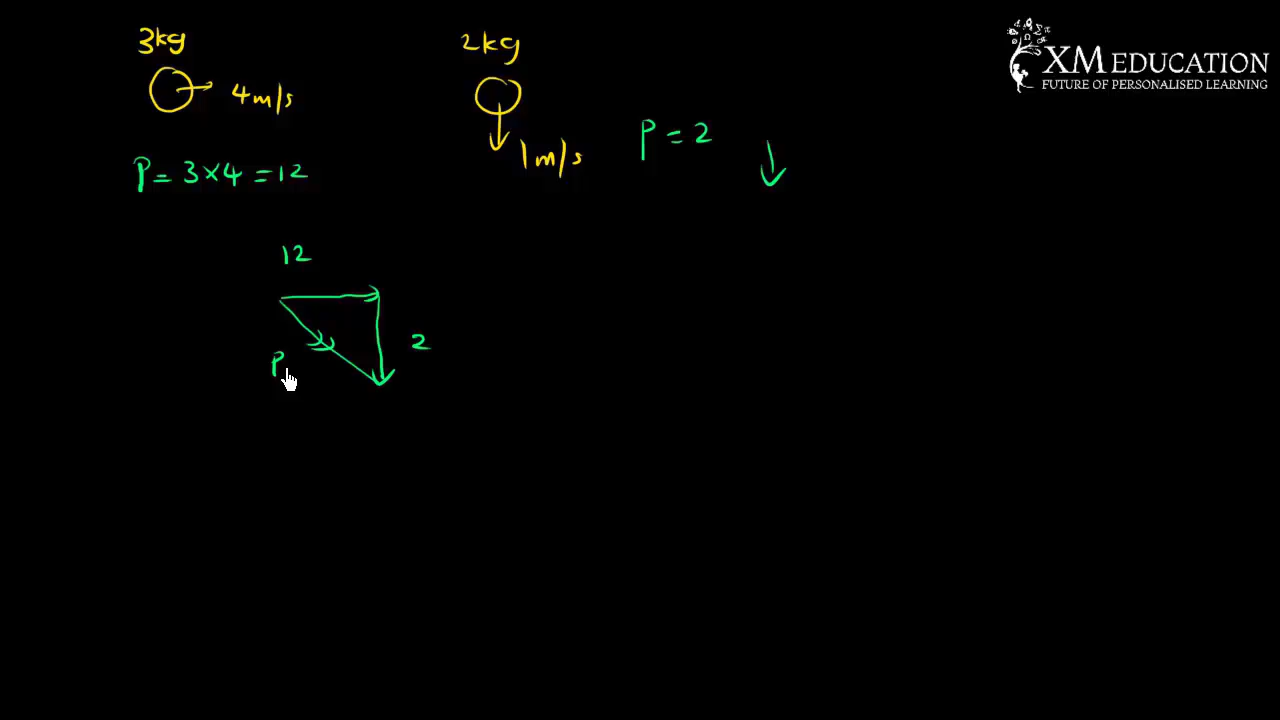 3kg
2kg
4m/s
1m/s
P = 3×4 = 12
P = 2
12
2
P
XM EDUCATION
FUTURE OF PERSONALISED LEARNING